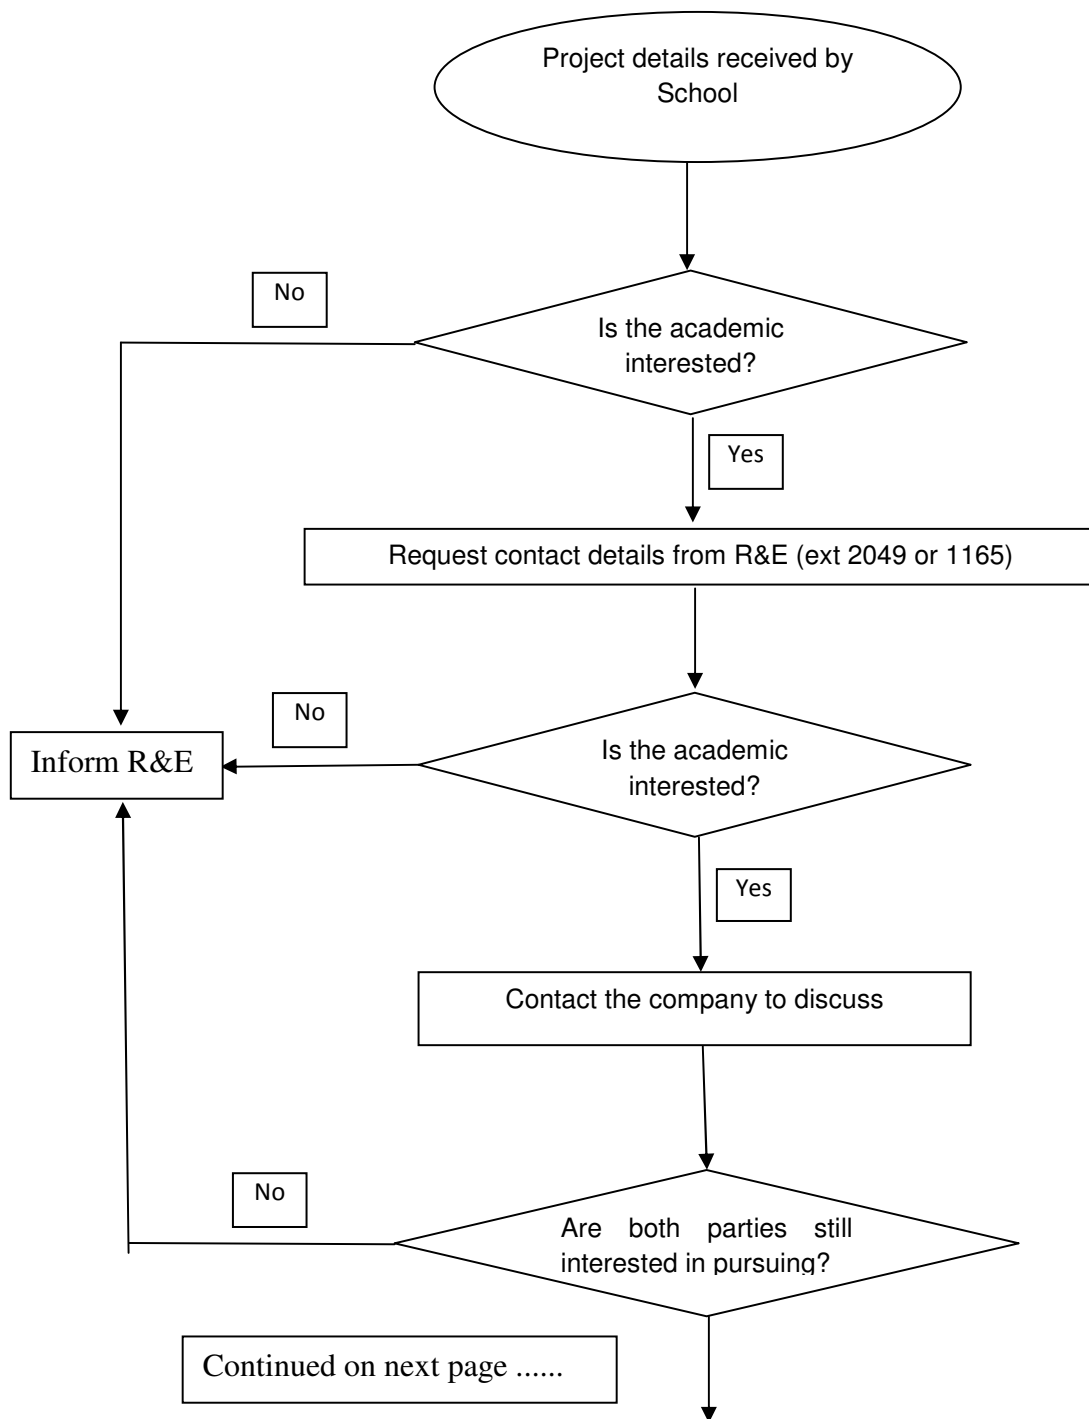 Project details received by
School
No
Is the academic
interested?
Yes
Request contact details from R&E (ext 2049 or 1165)
No
Inform R&E
Is the academic
interested?
Yes
Contact the company to discuss
No
Are both parties still
interested in pursuing?
Continued on next page ......